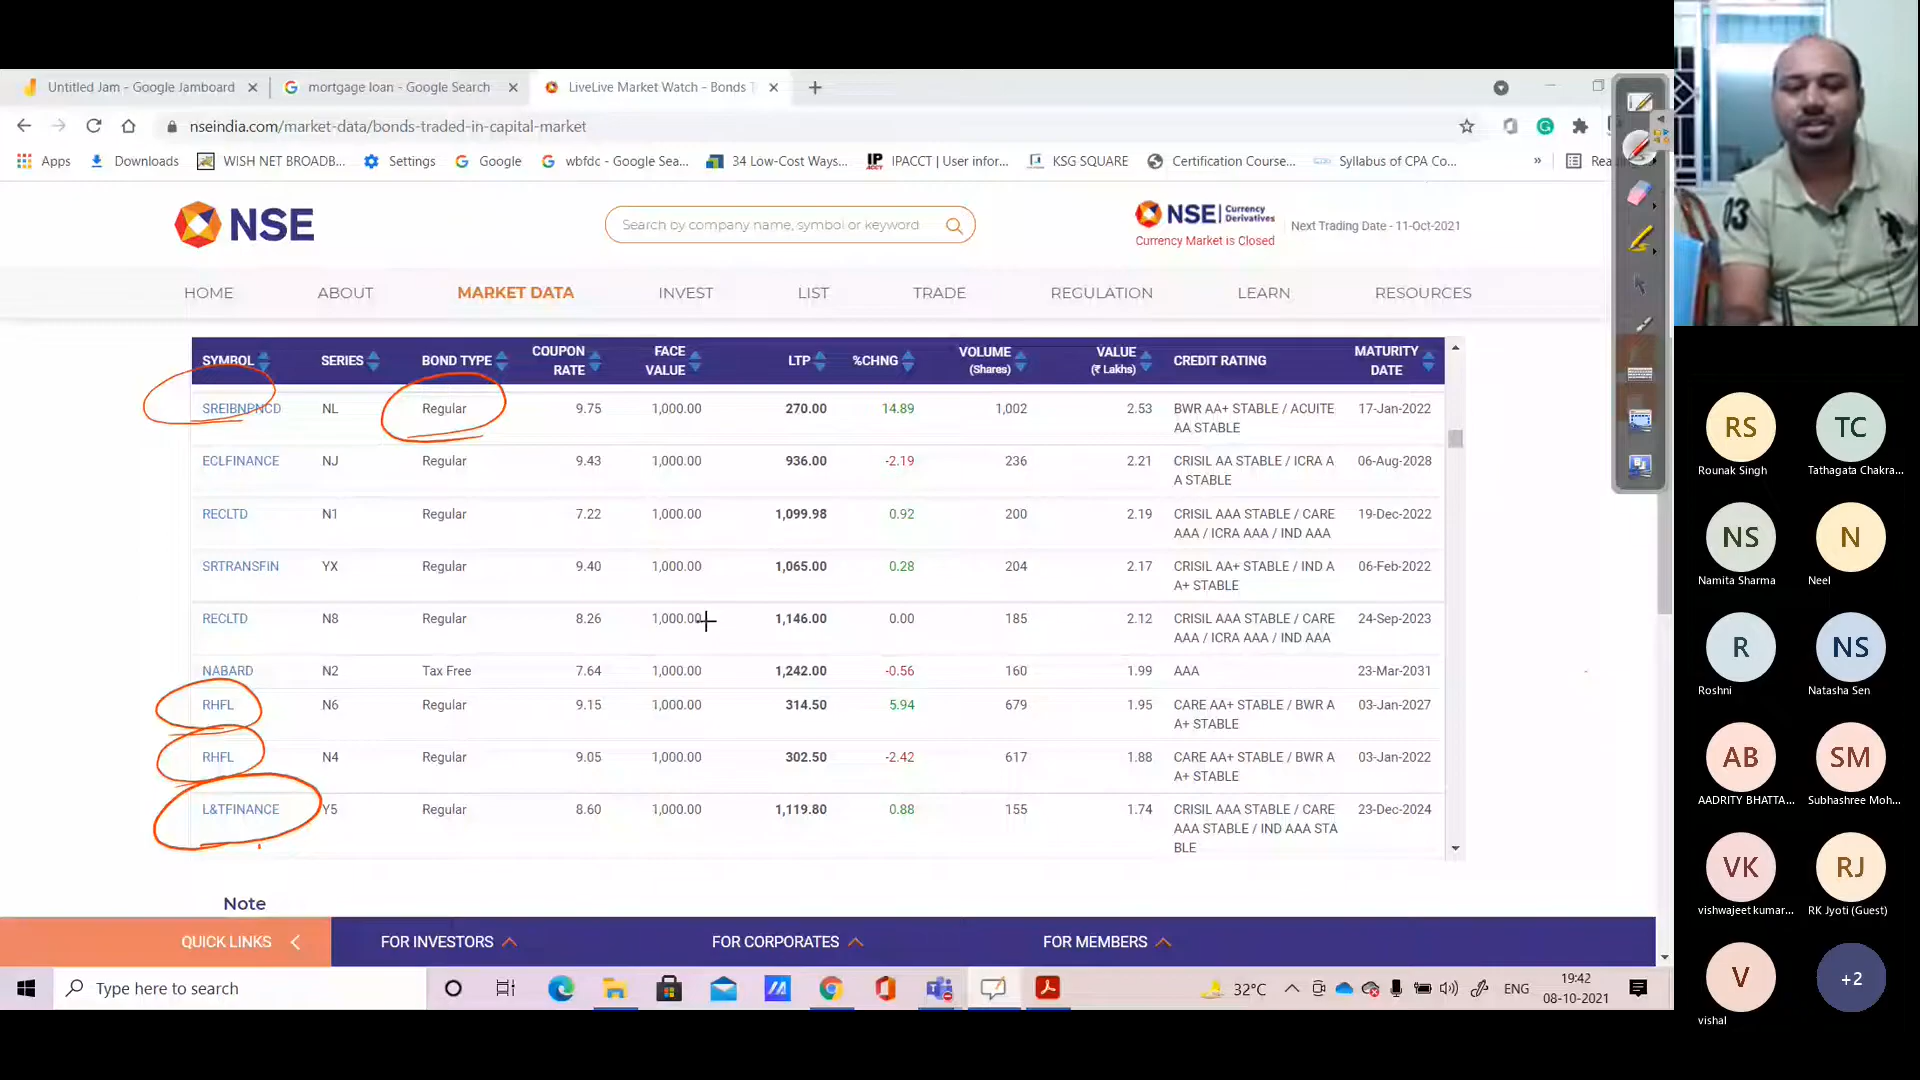 Untitled Jam - Google Jamboard
mortgage loan - Google Search
LiveLive Market Watch - Bonds T
nseindia.com/market-data/bonds-traded-in-capital-market
Apps
Downloads
WISH NET BROADB...
Settings
Google
wbfdc - Google Sea...
34 Low-Cost Ways...
IP IPACCT | User infor...
KSG SQUARE
Certification Course...
Syllabus of CPA Co...
»
NSE
Search by company name, symbol or keyword
NSE | Currency Derivatives
Currency Market is Closed
Next Trading Date - 11-Oct-2021
HOME ABOUT MARKET DATA INVEST LIST TRADE REGULATION LEARN RESOURCES
SYMBOL SERIES BOND TYPE COUPON RATE FACE VALUE LTP %CHNG VOLUME (Shares) VALUE (₹ Lakhs) CREDIT RATING MATURITY DATE
SREIBNPNCD NL Regular 9.75 1,000.00 270.00 14.89 1,002 2.53 BWR AA+ STABLE / ACUITE 17-Jan-2022
AA STABLE
ECLFINANCE NJ Regular 9.43 1,000.00 936.00 -2.19 236 2.21 CRISIL AA STABLE / ICRA A 06-Aug-2028
A STABLE
RECLTD N1 Regular 7.22 1,000.00 1,099.98 0.92 200 2.19 CRISIL AAA STABLE / CARE 19-Dec-2022
AAA / ICRA AAA / IND AAA
SRTRANSFIN YX Regular 9.40 1,000.00 1,065.00 0.28 204 2.17 CRISIL AA+ STABLE / IND A 06-Feb-2022
A+ STABLE
RECLTD N8 Regular 8.26 1,000.00 1,146.00 0.00 185 2.12 CRISIL AAA STABLE / CARE 24-Sep-2023
AAA / ICRA AAA / IND AAA
NABARD N2 Tax Free 7.64 1,000.00 1,242.00 -0.56 160 1.99 AAA 23-Mar-2031
RHFL N6 Regular 9.15 1,000.00 314.50 5.94 679 1.95 CARE AA+ STABLE / BWR A 03-Jan-2027
A+ STABLE
RHFL N4 Regular 9.05 1,000.00 302.50 -2.42 617 1.88 CARE AA+ STABLE / BWR A 03-Jan-2022
A+ STABLE
L&TFINANCE Y5 Regular 8.60 1,000.00 1,119.80 0.88 155 1.74 CRISIL AAA STABLE / CARE 23-Dec-2024
AAA STABLE / IND AAA STA
BLE
Note
QUICK LINKS FOR INVESTORS FOR CORPORATES FOR MEMBERS
Type here to search
32°C
ENG
19:42
08-10-2021
03
RS
Rounak Singh
TC
Tathagata Chakra...
NS
Namita Sharma
N
Neel
R
Roshni
NS
Natasha Sen
AB
AADRITY BHATTA...
SM
Subhashree Moh...
VK
vishwajeet kumar...
RJ
RK Jyoti (Guest)
V
vishal
+2